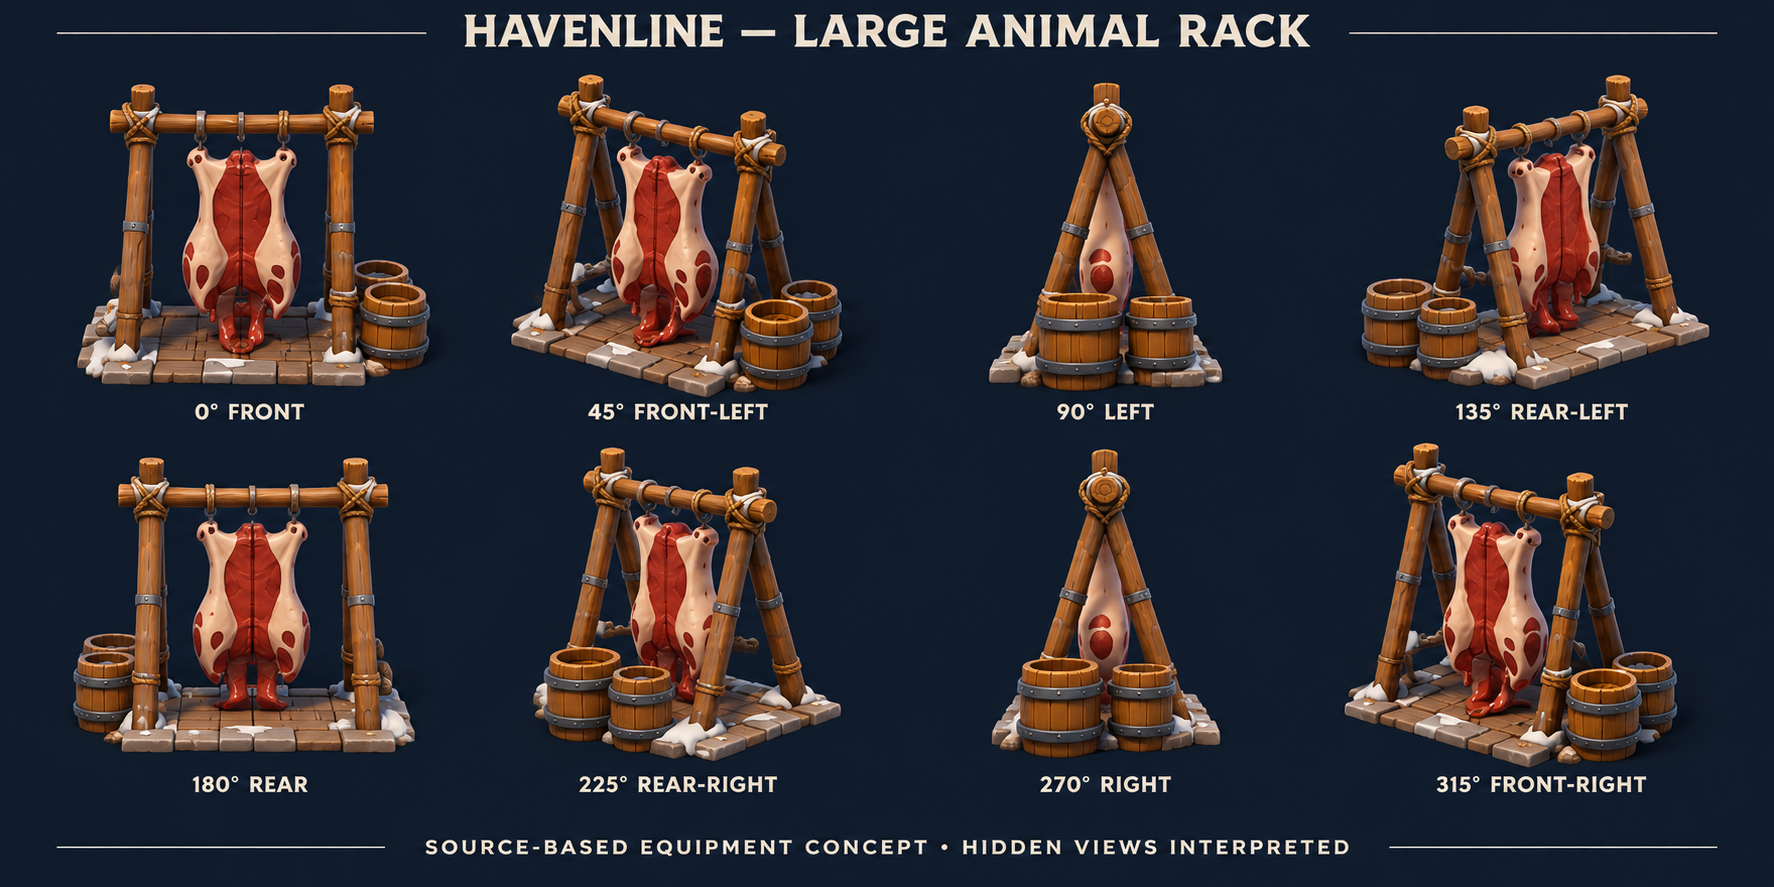 HAVENLINE — LARGE ANIMAL RACK
0° FRONT
45° FRONT-LEFT
90° LEFT
135° REAR-LEFT
180° REAR
225° REAR-RIGHT
270° RIGHT
315° FRONT-RIGHT
SOURCE-BASED EQUIPMENT CONCEPT • HIDDEN VIEWS INTERPRETED